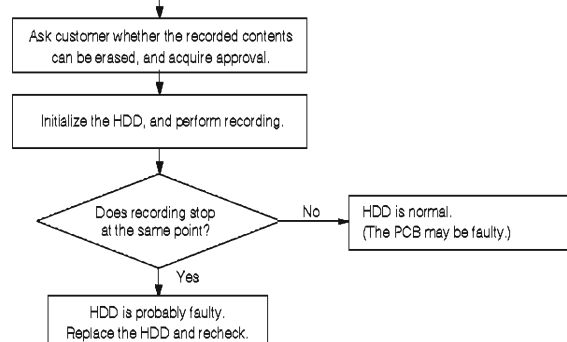 Ask customer whether the recorded contents
can be erased, and acquire approval.
Initialize the HDD, and perform recording.
Does recording stop
at the same point?
No
HDD is normal.
(The PCB may be faulty.)
Yes
HDD is probably faulty.
Replace the HDD and recheck.